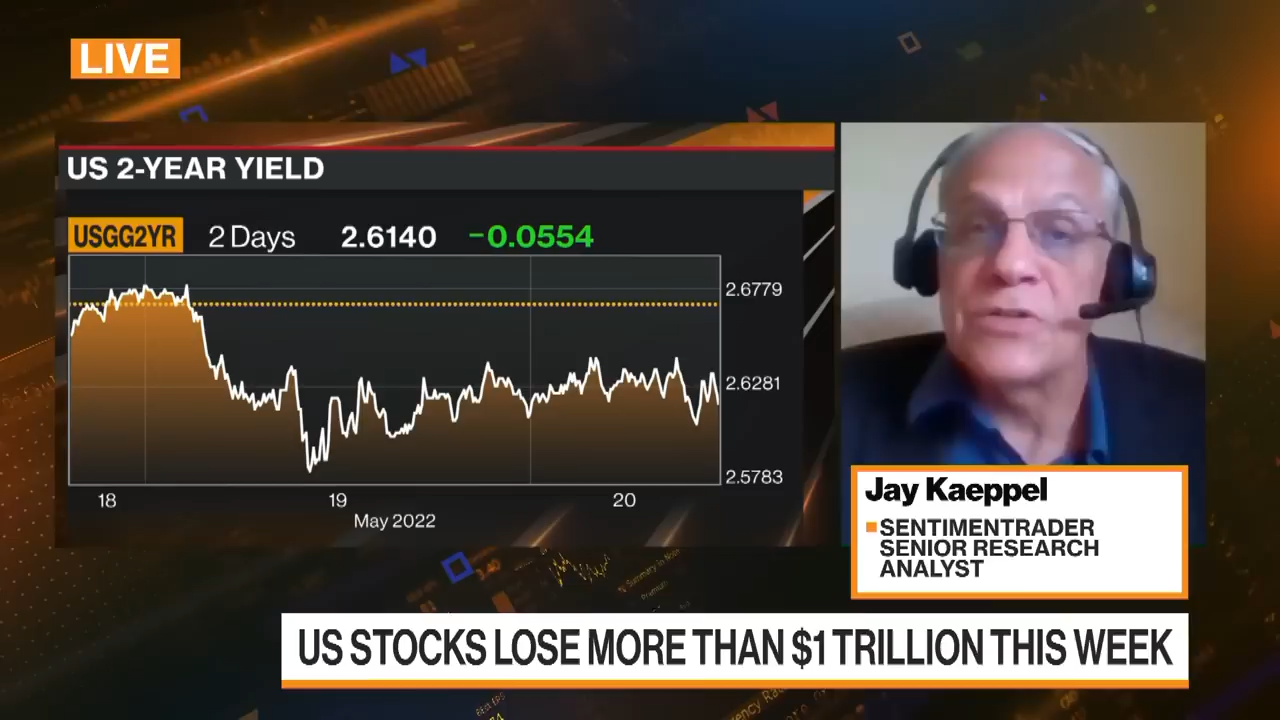 LIVE
US 2-YEAR YIELD
USGG2YR 2 Days 2.6140 -0.0554
2.6779
2.6281
2.5783
18 19 20
May 2022
Jay Kaeppel
SENTIMENTRADER
SENIOR RESEARCH
ANALYST
US STOCKS LOSE MORE THAN $1 TRILLION THIS WEEK